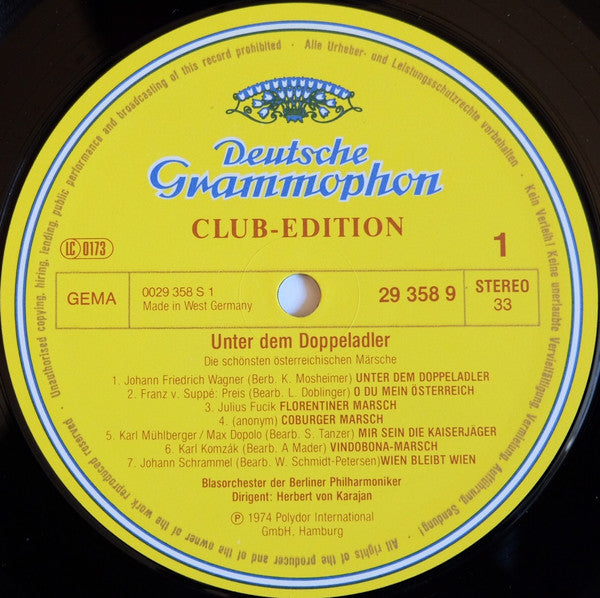 Unauthorised copying, hiring, lending, public performance and broadcasting of this record prohibited · Alle Urheber- und Leistungsschutzrechte vorbehalten · Kein Verleih! Keine unerlaubte Vervielfältigung, Vermietung, Aufführung, Sendung! · All rights of the producer and of the owner of the work reproduced reserved ·
Deutsche
Grammophon
CLUB-EDITION
LC 0173
1
GEMA
0029 358 S 1
Made in West Germany
29 358 9
STEREO
33
Unter dem Doppeladler
Die schönsten österreichischen Märsche
1. Johann Friedrich Wagner (Berb. K. Mosheimer) UNTER DEM DOPPELADLER
2. Franz v. Suppé: Preis (Bearb. L. Doblinger) O DU MEIN ÖSTERREICH
3. Julius Fucik FLORENTINER MARSCH
4. (anonym) COBURGER MARSCH
5. Karl Mühlberger / Max Dopolo (Bearb. S. Tanzer) MIR SEIN DIE KAISERJÄGER
6. Karl Komzák (Bearb. A Mader) VINDOBONA-MARSCH
7. Johann Schrammel (Bearb. W. Schmidt-Petersen)WIEN BLEIBT WIEN
Blasorchester der Berliner Philharmoniker
Dirigent: Herbert von Karajan
℗ 1974 Polydor International
GmbH, Hamburg